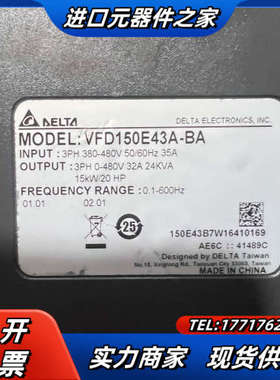 进口元器件之家
DELTA
DELTA ELECTRONICS, INC.
MODEL: VFD150E43A-BA
INPUT : 3PH 380-480V 50/60Hz 35A
OUTPUT : 3PH 0-480V 32A 24KVA
15kW/20 HP
FREQUENCY RANGE : 0.1-600Hz
01.01 02.01
25
150E43B7W16410169
AE6C :: 41489C
Designed by DELTA Taiwan
MADE IN CHINA
可开票
TEL:1771762
实力商家 现货供